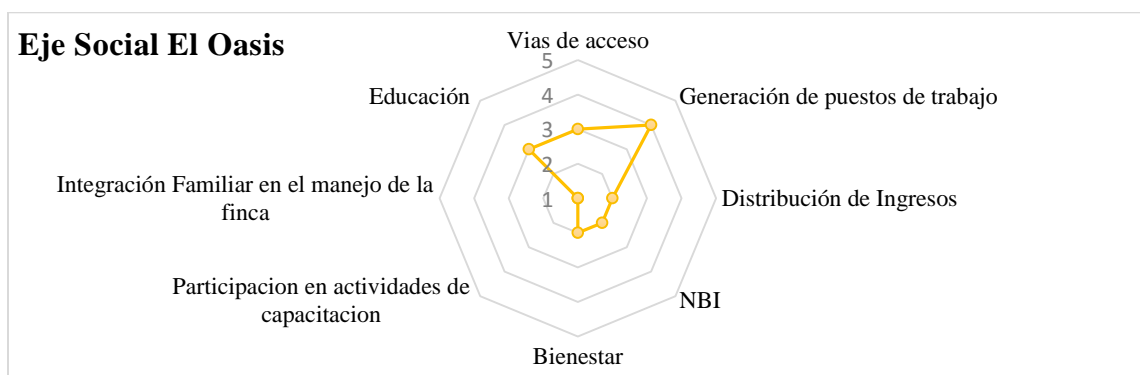 Eje Social El Oasis
Vias de acceso
5
4
3
2
1
Generación de puestos de trabajo
Distribución de Ingresos
NBI
Bienestar
Participacion en actividades de
capacitacion
Integración Familiar en el manejo de la
finca
Educación